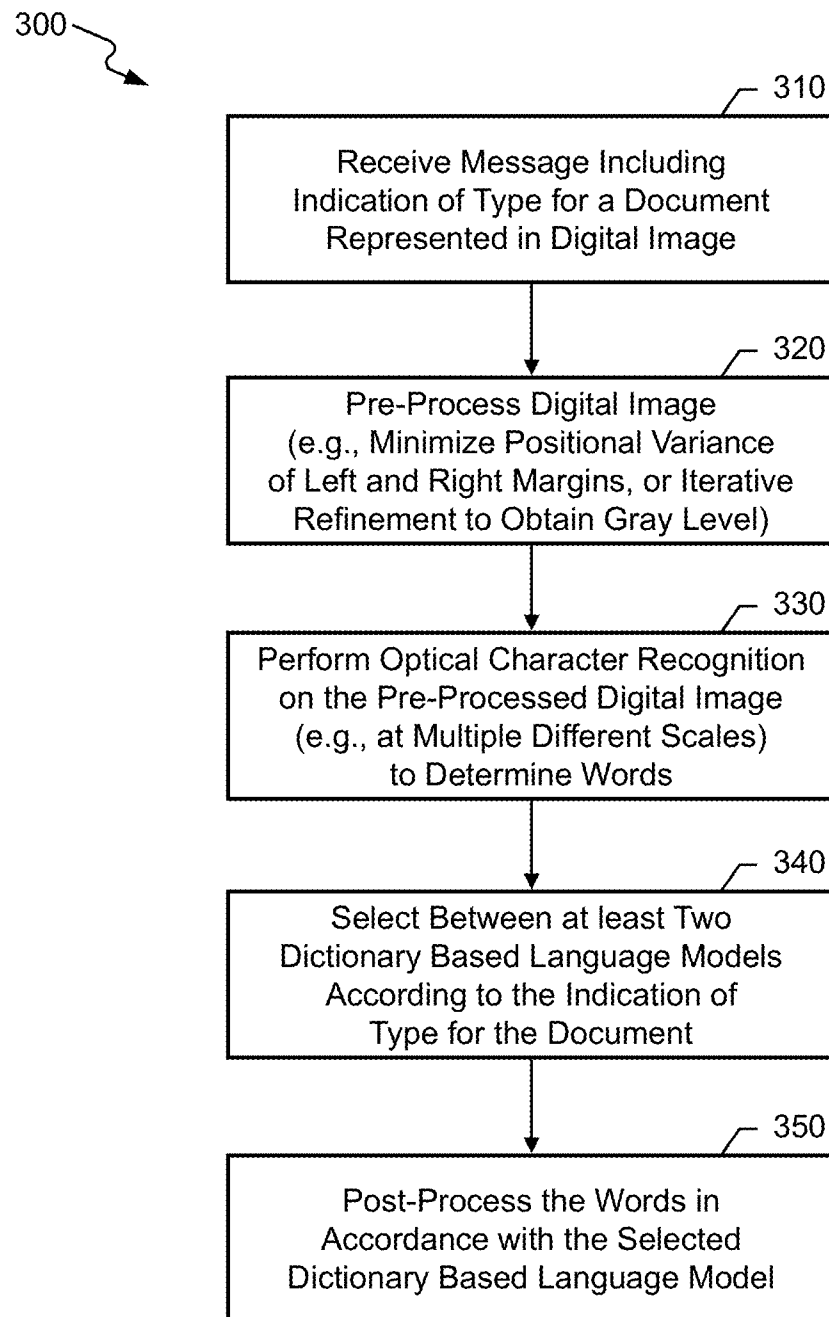 300
310
Receive Message Including
Indication of Type for a Document
Represented in Digital Image
320
Pre-Process Digital Image
(e.g., Minimize Positional Variance
of Left and Right Margins, or Iterative
Refinement to Obtain Gray Level)
330
Perform Optical Character Recognition
on the Pre-Processed Digital Image
(e.g., at Multiple Different Scales)
to Determine Words
340
Select Between at least Two
Dictionary Based Language Models
According to the Indication of
Type for the Document
350
Post-Process the Words in
Accordance with the Selected
Dictionary Based Language Model